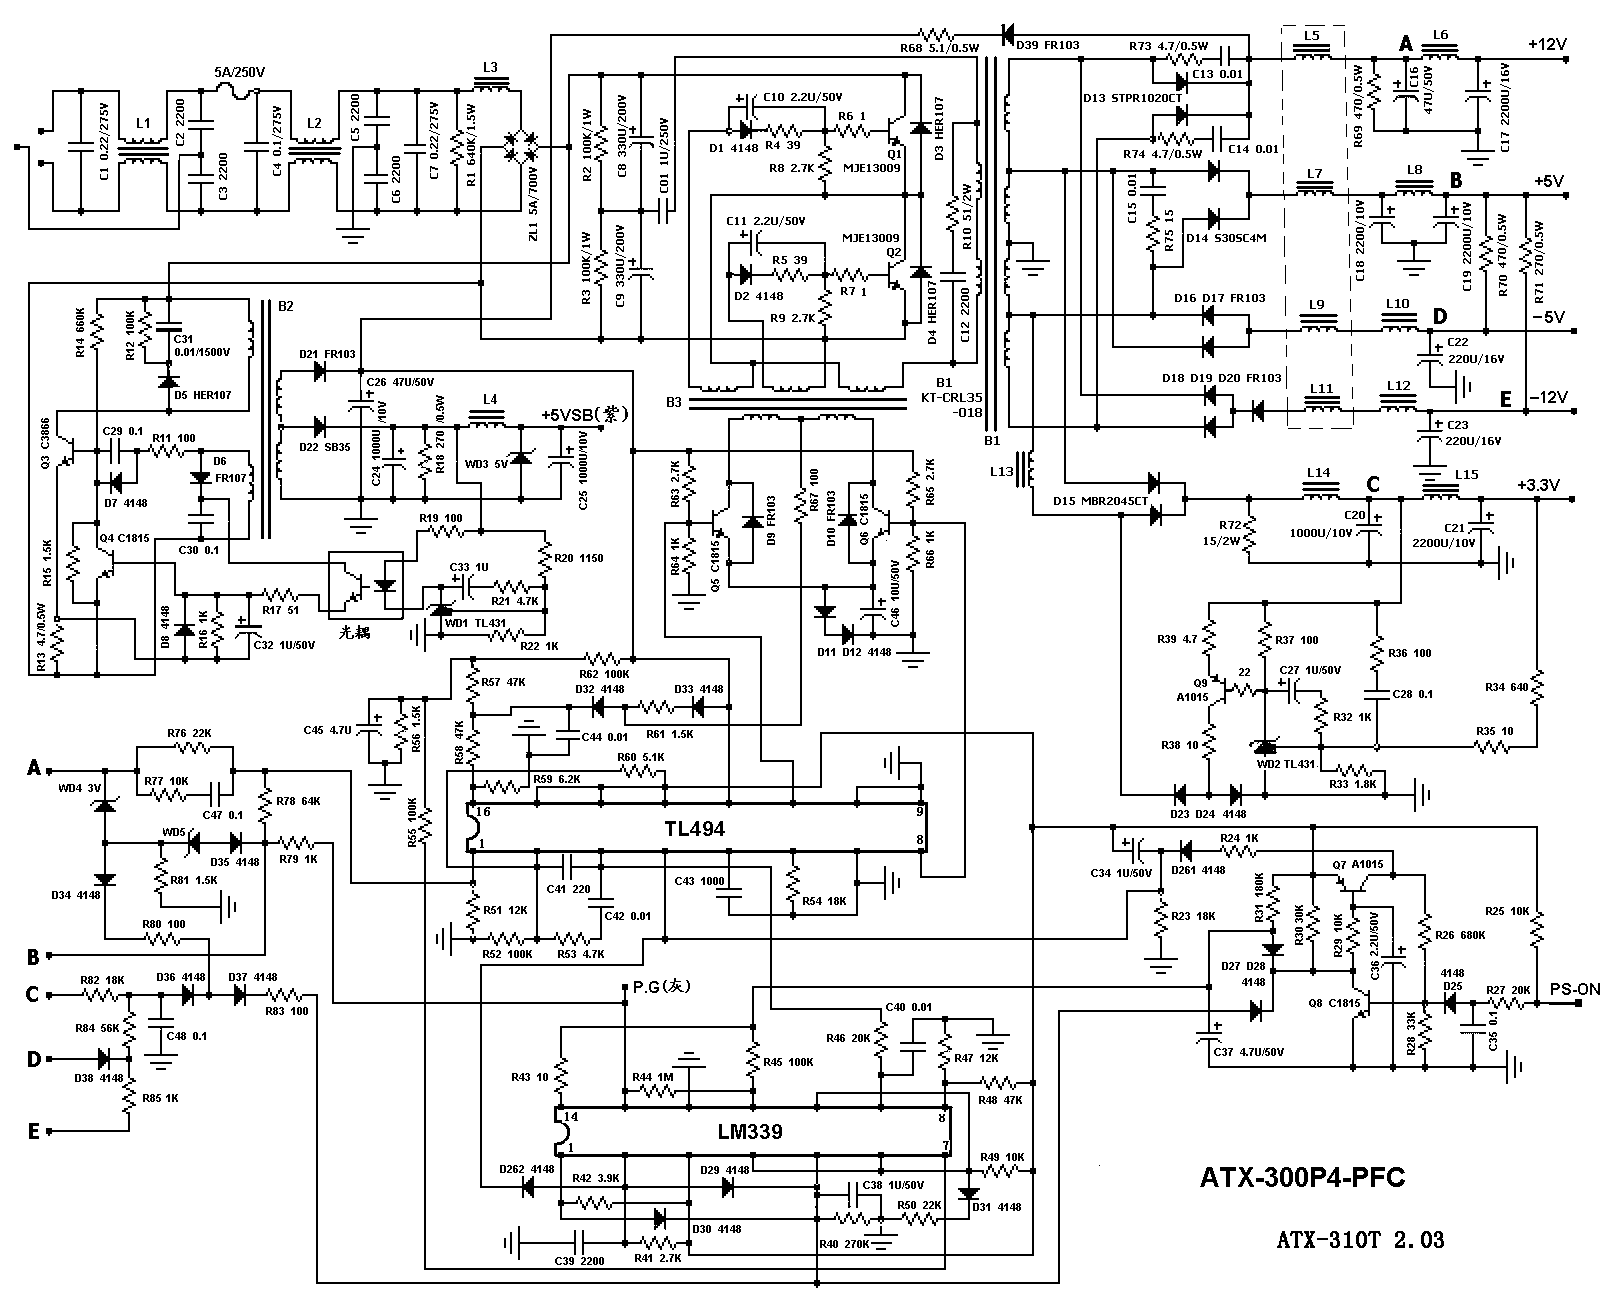 R68 5.1/0.5W
D39 FR103
R73 4.7/0.5W
L5
A
L6
+12V
5A/250V
L3
C13 0.01
D13 STPR1020CT
R69 470/0.5W
C16
47U/50V
C17 2200U/16V
C1 0.22/275V
L1
C2 2200
C3 2200
C4 0.1/275V
L2
C5 2200
C6 2200
C7 0.22/275V
R1 640K/1.5W
ZL1 5A/700V
R2 100K/1W
C8 330U/200V
C01 1U/250V
C10 2.2U/50V
D1 4148
R4 39
R6 1
R8 2.7K
Q1
MJE13009
D3 HER107
R74 4.7/0.5W
C14 0.01
C11 2.2U/50V
MJE13009
Q2
R5 39
D2 4148
R7 1
R9 2.7K
D4 HER107
R10 51/2W
C12 2200
R3 100K/1W
C9 330U/200V
C15 0.01
R75 15
D14 S30SC4M
L7
L8
B
+5V
C18 2200/10V
C19 2200U/10V
R70 470/0.5W
R71 270/0.5W
D16 D17 FR103
L9
L10
D
-5V
C22
220U/16V
D18 D19 D20 FR103
L11
L12
E
-12V
C23
220U/16V
R14 660K
R12 100K
C31
0.01/1500V
D5 HER107
B2
D21 FR103
C26 47U/50V
D22 SB35
C24 1000U/10V
R18 270/0.5W
L4
+5VSB(紫)
WD3 5V
C25 1000U/10V
B3
B1
KT-CRL35
-018
B1
L13
Q3 C3866
C29 0.1
R11 100
D6
FR107
D7 4148
C30 0.1
Q4 C1815
R15 1.5K
R13 4.7/0.5W
D8 4148
R16 1K
C32 1U/50V
R17 51
光耦
R19 100
R20 1150
C33 1U
R21 4.7K
WD1 TL431
R22 1K
R63 2.7K
R64 1K
Q5 C1815
D9 FR103
R67 100
D10 FR103
Q6 C1815
R65 2.7K
R66 1K
C46 10U/50V
D11 D12 4148
D15 MBR2045CT
L14
C
L15
+3.3V
R72
15/2W
C20
1000U/10V
C21
2200U/10V
R39 4.7
R37 100
R36 100
Q9
A1015
22
C27 1U/50V
C28 0.1
R34 640
R32 1K
R38 10
WD2 TL431
R35 10
R33 1.8K
D23 D24 4148
R57 47K
R62 100K
D32 4148
D33 4148
C45 4.7U
R56 1.5K
R58 47K
C44 0.01
R61 1.5K
R60 5.1K
R59 6.2K
R55 100K
16
9
TL494
1
8
A
R76 22K
WD4 3V
R77 10K
C47 0.1
R78 64K
WD5
D35 4148
R79 1K
D34 4148
R81 1.5K
R80 100
B
C
R82 18K
D36 4148
D37 4148
R83 100
R84 56K
C48 0.1
D
D38 4148
R85 1K
E
R51 12K
R52 100K
R53 4.7K
C41 220
C42 0.01
C43 1000
R54 18K
C34 1U/50V
D261 4148
R24 1K
Q7 A1015
R23 18K
R31 180K
R30 30K
R29 10K
C36 2.2U/50V
R26 680K
R25 10K
D27 D28
4148
Q8 C1815
4148
D25
R27 20K
PS-ON
R28 33K
C35 0.1
C37 4.7U/50V
P.G(灰)
R43 10
R44 1M
R45 100K
R46 20K
C40 0.01
R47 12K
R48 47K
14
8
LM339
1
7
D262 4148
R42 3.9K
D29 4148
C38 1U/50V
R49 10K
R50 22K
D31 4148
D30 4148
R40 270K
C39 2200
R41 2.7K
ATX-300P4-PFC
ATX-310T 2.03